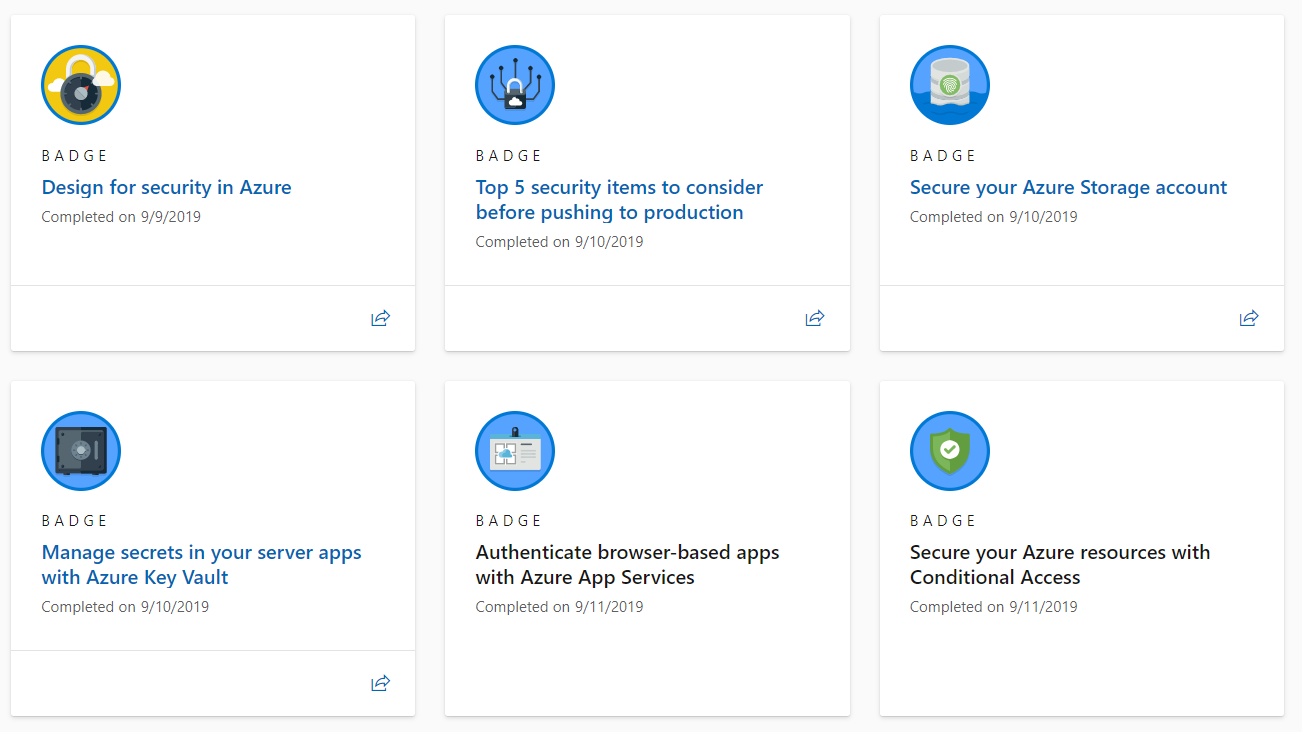 BADGE
Design for security in Azure
Completed on 9/9/2019
BADGE
Top 5 security items to consider
before pushing to production
Completed on 9/10/2019
BADGE
Secure your Azure Storage account
Completed on 9/10/2019
BADGE
Manage secrets in your server apps
with Azure Key Vault
Completed on 9/10/2019
BADGE
Authenticate browser-based apps
with Azure App Services
Completed on 9/11/2019
BADGE
Secure your Azure resources with
Conditional Access
Completed on 9/11/2019